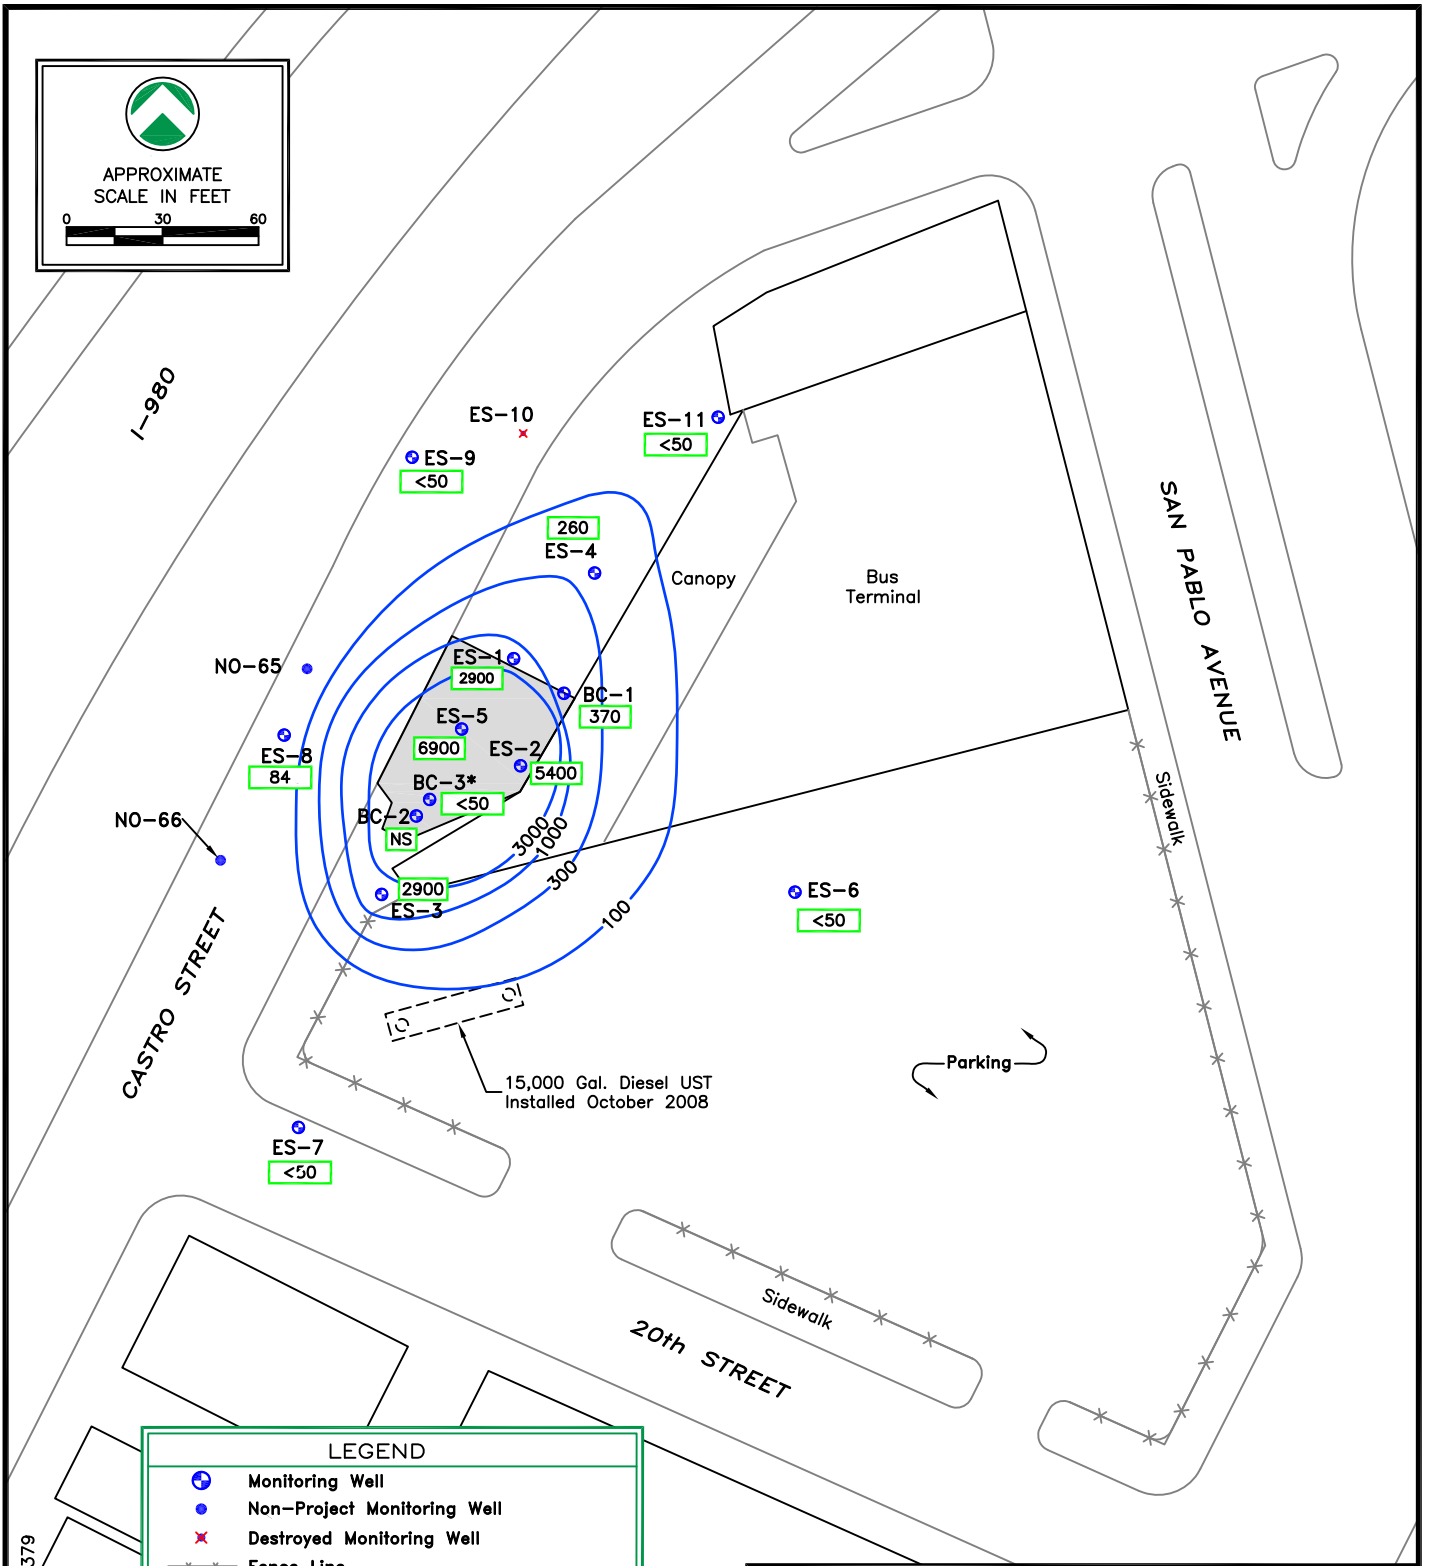 APPROXIMATE
SCALE IN FEET
0 30 60
I-980
ES-10
ES-11
<50
ES-9
<50
260
ES-4
Canopy
Bus
Terminal
SAN PABLO AVENUE
NO-65
ES-1
2900
BC-1
370
ES-5
6900
ES-2
5400
ES-8
84
BC-3*
<50
BC-2
NS
NO-66
3000
1000
300
100
2900
ES-3
ES-6
<50
Sidewalk
CASTRO STREET
Parking
15,000 Gal. Diesel UST
Installed October 2008
ES-7
<50
Sidewalk
20th STREET
LEGEND
Monitoring Well
Non-Project Monitoring Well
Destroyed Monitoring Well
Fence Line
379